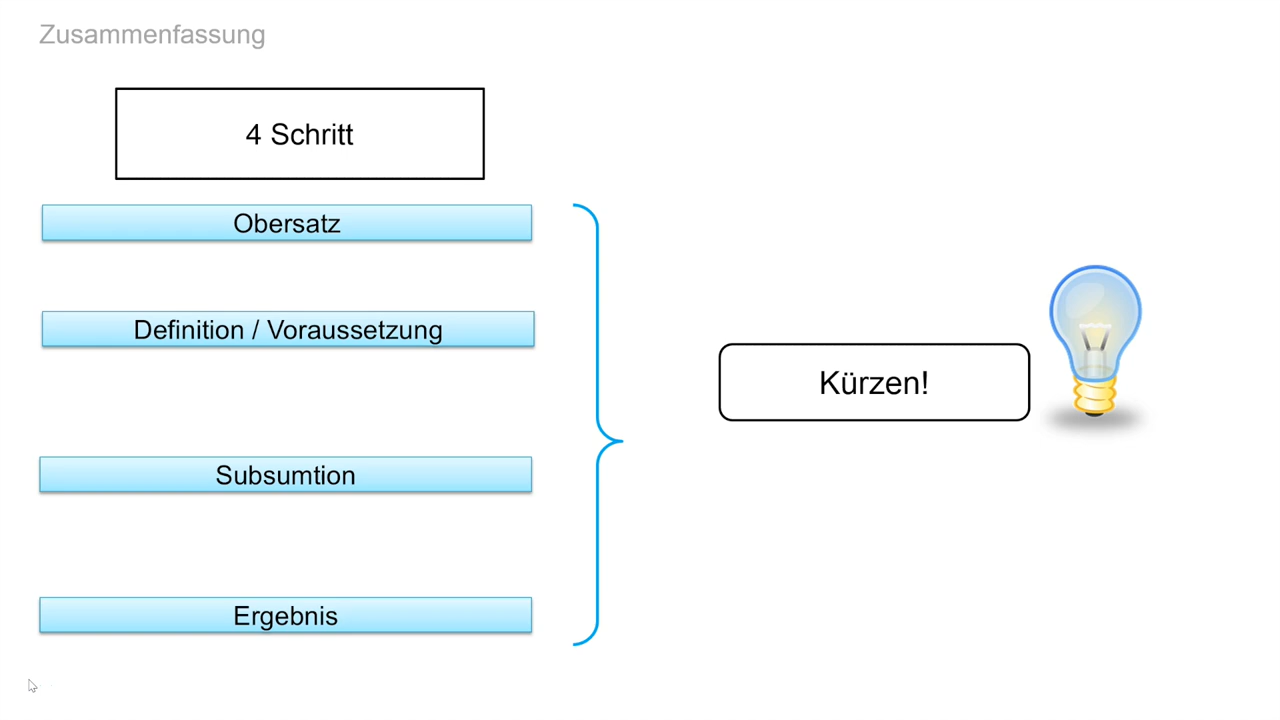 Zusammenfassung
4 Schritt
Obersatz
Definition / Voraussetzung
Subsumtion
Ergebnis
Kürzen!